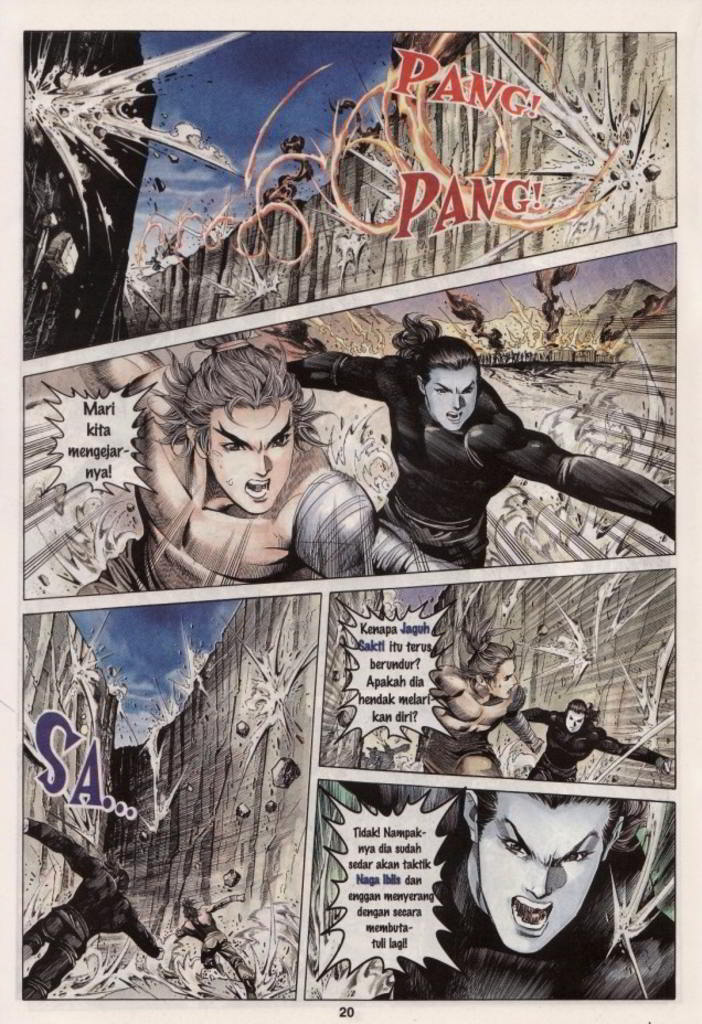 PANG!
PANG!
Mari
kita
mengejar-
nya!
SA...
Kenapa Jaguh
Sakti itu terus
berundur?
Apakah dia
hendak melari
kan diri?
Tidak! Nampak-
nya dia sudah
sedar akan taktik
Naga Iblis dan
enggan menyerang
dengan secara
membuta-
tuli lagi!
20